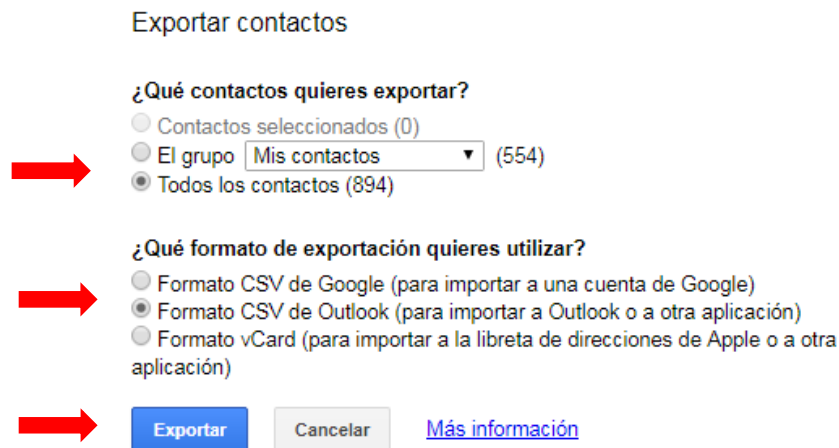 Exportar contactos
¿Qué contactos quieres exportar?
Contactos seleccionados (0)
El grupo Mis contactos (554)
Todos los contactos (894)
¿Qué formato de exportación quieres utilizar?
Formato CSV de Google (para importar a una cuenta de Google)
Formato CSV de Outlook (para importar a Outlook o a otra aplicación)
Formato vCard (para importar a la libreta de direcciones de Apple o a otra
aplicación)
Exportar Cancelar Más información